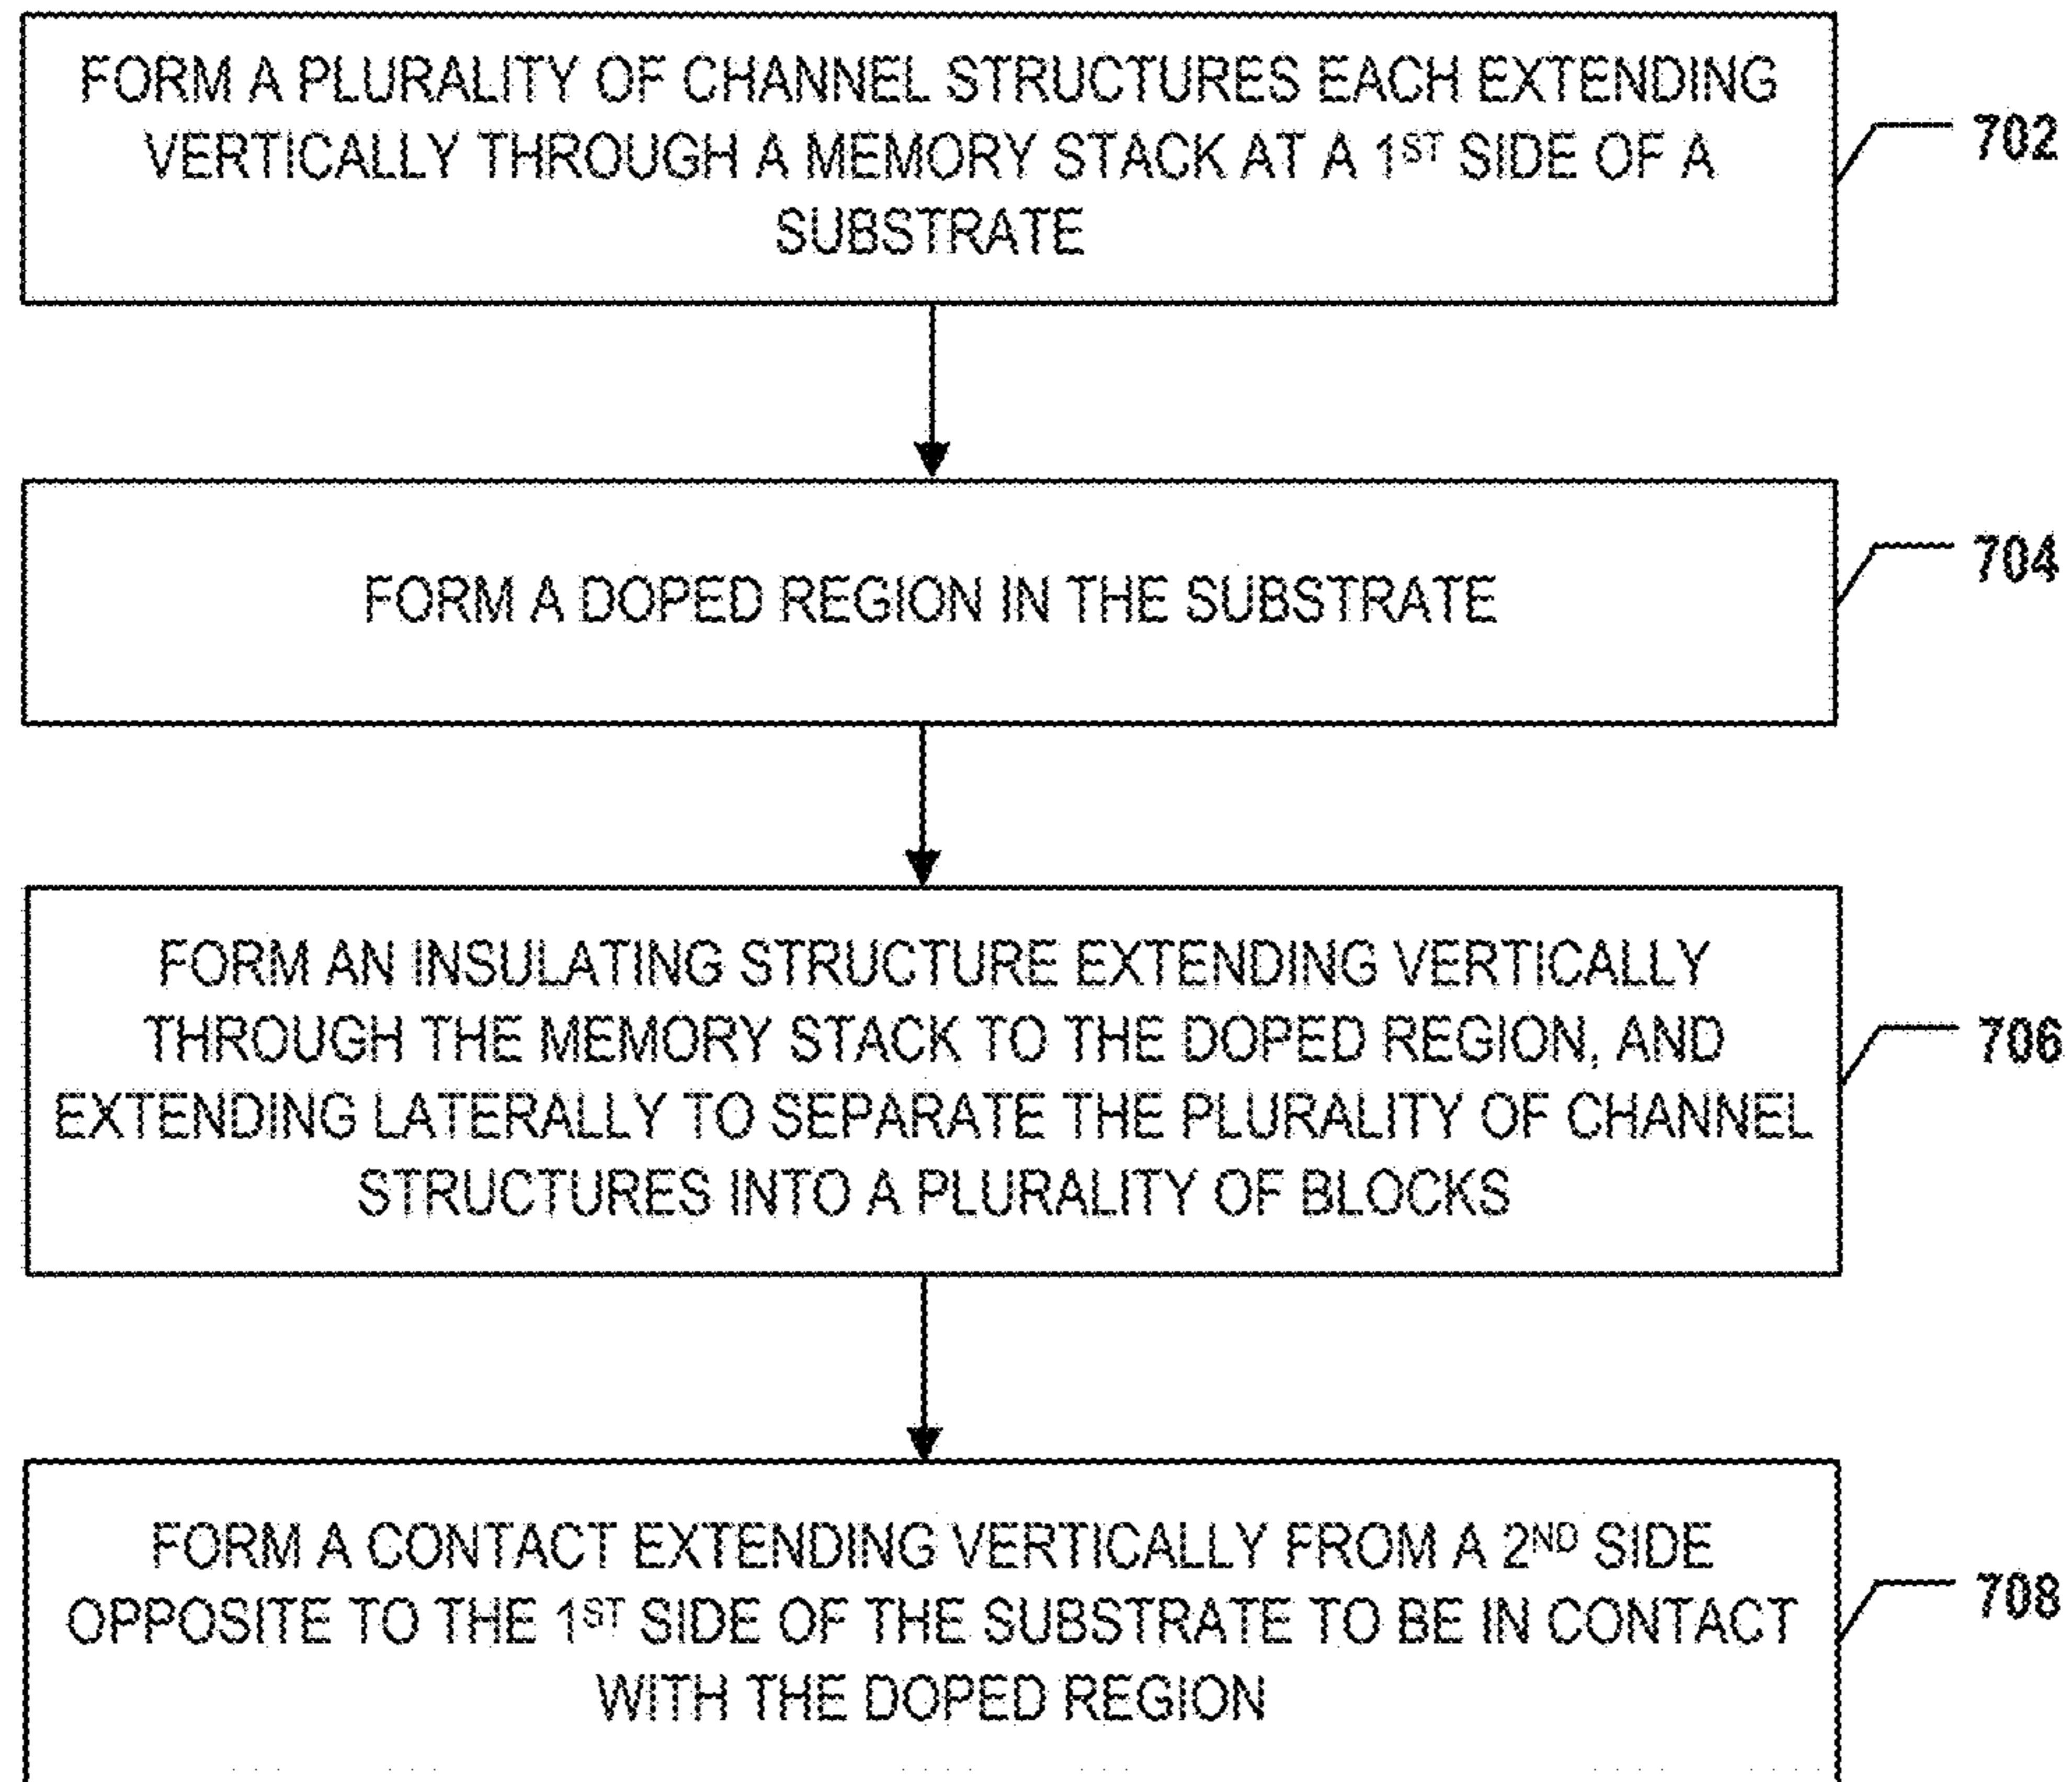 FORM A PLURALITY OF CHANNEL STRUCTURES EACH EXTENDING
VERTICALLY THROUGH A MEMORY STACK AT A 1ST SIDE OF A
SUBSTRATE
702
FORM A DOPED REGION IN THE SUBSTRATE
704
FORM AN INSULATING STRUCTURE EXTENDING VERTICALLY
THROUGH THE MEMORY STACK TO THE DOPED REGION, AND
EXTENDING LATERALLY TO SEPARATE THE PLURALITY OF CHANNEL
STRUCTURES INTO A PLURALITY OF BLOCKS
706
FORM A CONTACT EXTENDING VERTICALLY FROM A 2ND SIDE
OPPOSITE TO THE 1ST SIDE OF THE SUBSTRATE TO BE IN CONTACT
WITH THE DOPED REGION
708